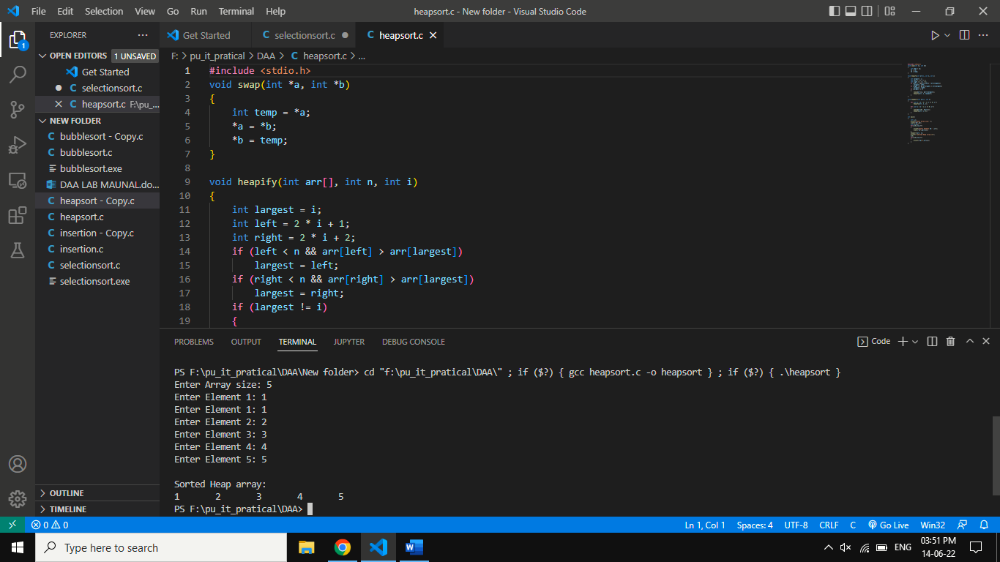 File Edit Selection View Go Run Terminal Help heapsort.c - New folder - Visual Studio Code
EXPLORER ···
OPEN EDITORS 1 UNSAVED
Get Started
selectionsort.c
heapsort.c F:\pu_...
NEW FOLDER
bubblesort - Copy.c
bubblesort.c
bubblesort.exe
DAA LAB MAUNAL.do...
heapsort - Copy.c
heapsort.c
insertion - Copy.c
insertion.c
selectionsort.c
selectionsort.exe
OUTLINE
TIMELINE
1
Get Started C selectionsort.c C heapsort.c
F: > pu_it_pratical > DAA > C heapsort.c > ...
1 #include <stdio.h>
2 void swap(int *a, int *b)
3 {
4 int temp = *a;
5 *a = *b;
6 *b = temp;
7 }
8
9 void heapify(int arr[], int n, int i)
10 {
11 int largest = i;
12 int left = 2 * i + 1;
13 int right = 2 * i + 2;
14 if (left < n && arr[left] > arr[largest])
15 largest = left;
16 if (right < n && arr[right] > arr[largest])
17 largest = right;
18 if (largest != i)
19 {
PROBLEMS OUTPUT TERMINAL JUPYTER DEBUG CONSOLE Code
PS F:\pu_it_pratical\DAA\New folder> cd "f:\pu_it_pratical\DAA\" ; if ($?) { gcc heapsort.c -o heapsort } ; if ($?) { .\heapsort }
Enter Array size: 5
Enter Element 1: 1
Enter Element 1: 1
Enter Element 2: 2
Enter Element 3: 3
Enter Element 4: 4
Enter Element 5: 5
Sorted Heap array:
1 2 3 4 5
PS F:\pu_it_pratical\DAA>
0 0 Ln 1, Col 1 Spaces: 4 UTF-8 CRLF C Go Live Win32
Type here to search
ENG
03:51 PM
14-06-22